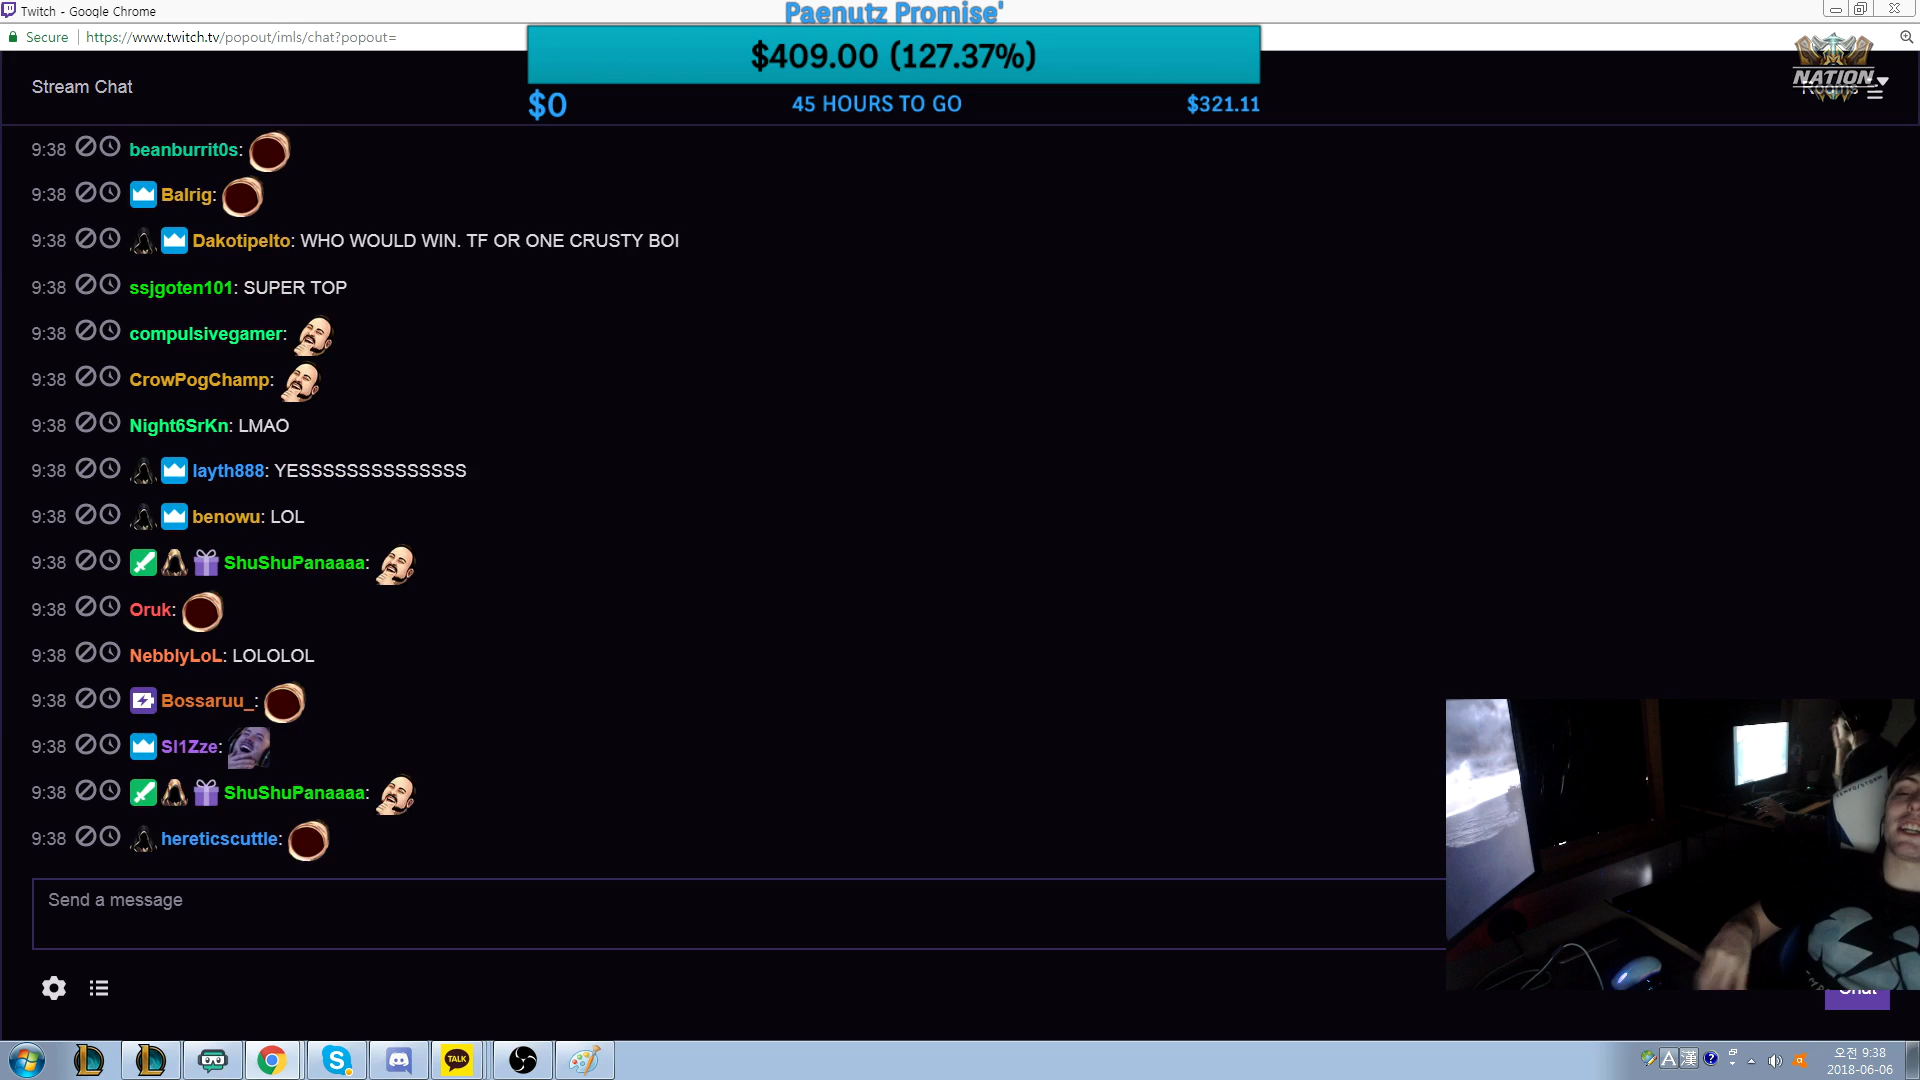 Twitch - Google Chrome
Secure
https://www.twitch.tv/popout/imls/chat?popout=
Paenutz Promise'
$409.00 (127.37%)
$0
45 HOURS TO GO
$321.11
NATION
Stream Chat
9:38 beanburrit0s:
9:38 Balrig:
9:38 Dakotipelto: WHO WOULD WIN. TF OR ONE CRUSTY BOI
9:38 ssjgoten101: SUPER TOP
9:38 compulsivegamer:
9:38 CrowPogChamp:
9:38 Night6SrKn: LMAO
9:38 layth888: YESSSSSSSSSSSSSS
9:38 benowu: LOL
9:38 ShuShuPanaaaa:
9:38 Oruk:
9:38 NebblyLoL: LOLOLOL
9:38 Bossaruu_:
9:38 Sl1Zze:
9:38 ShuShuPanaaaa:
9:38 hereticscuttle:
Send a message
Chat
TALK
A 漢
오전 9:38
2018-06-06